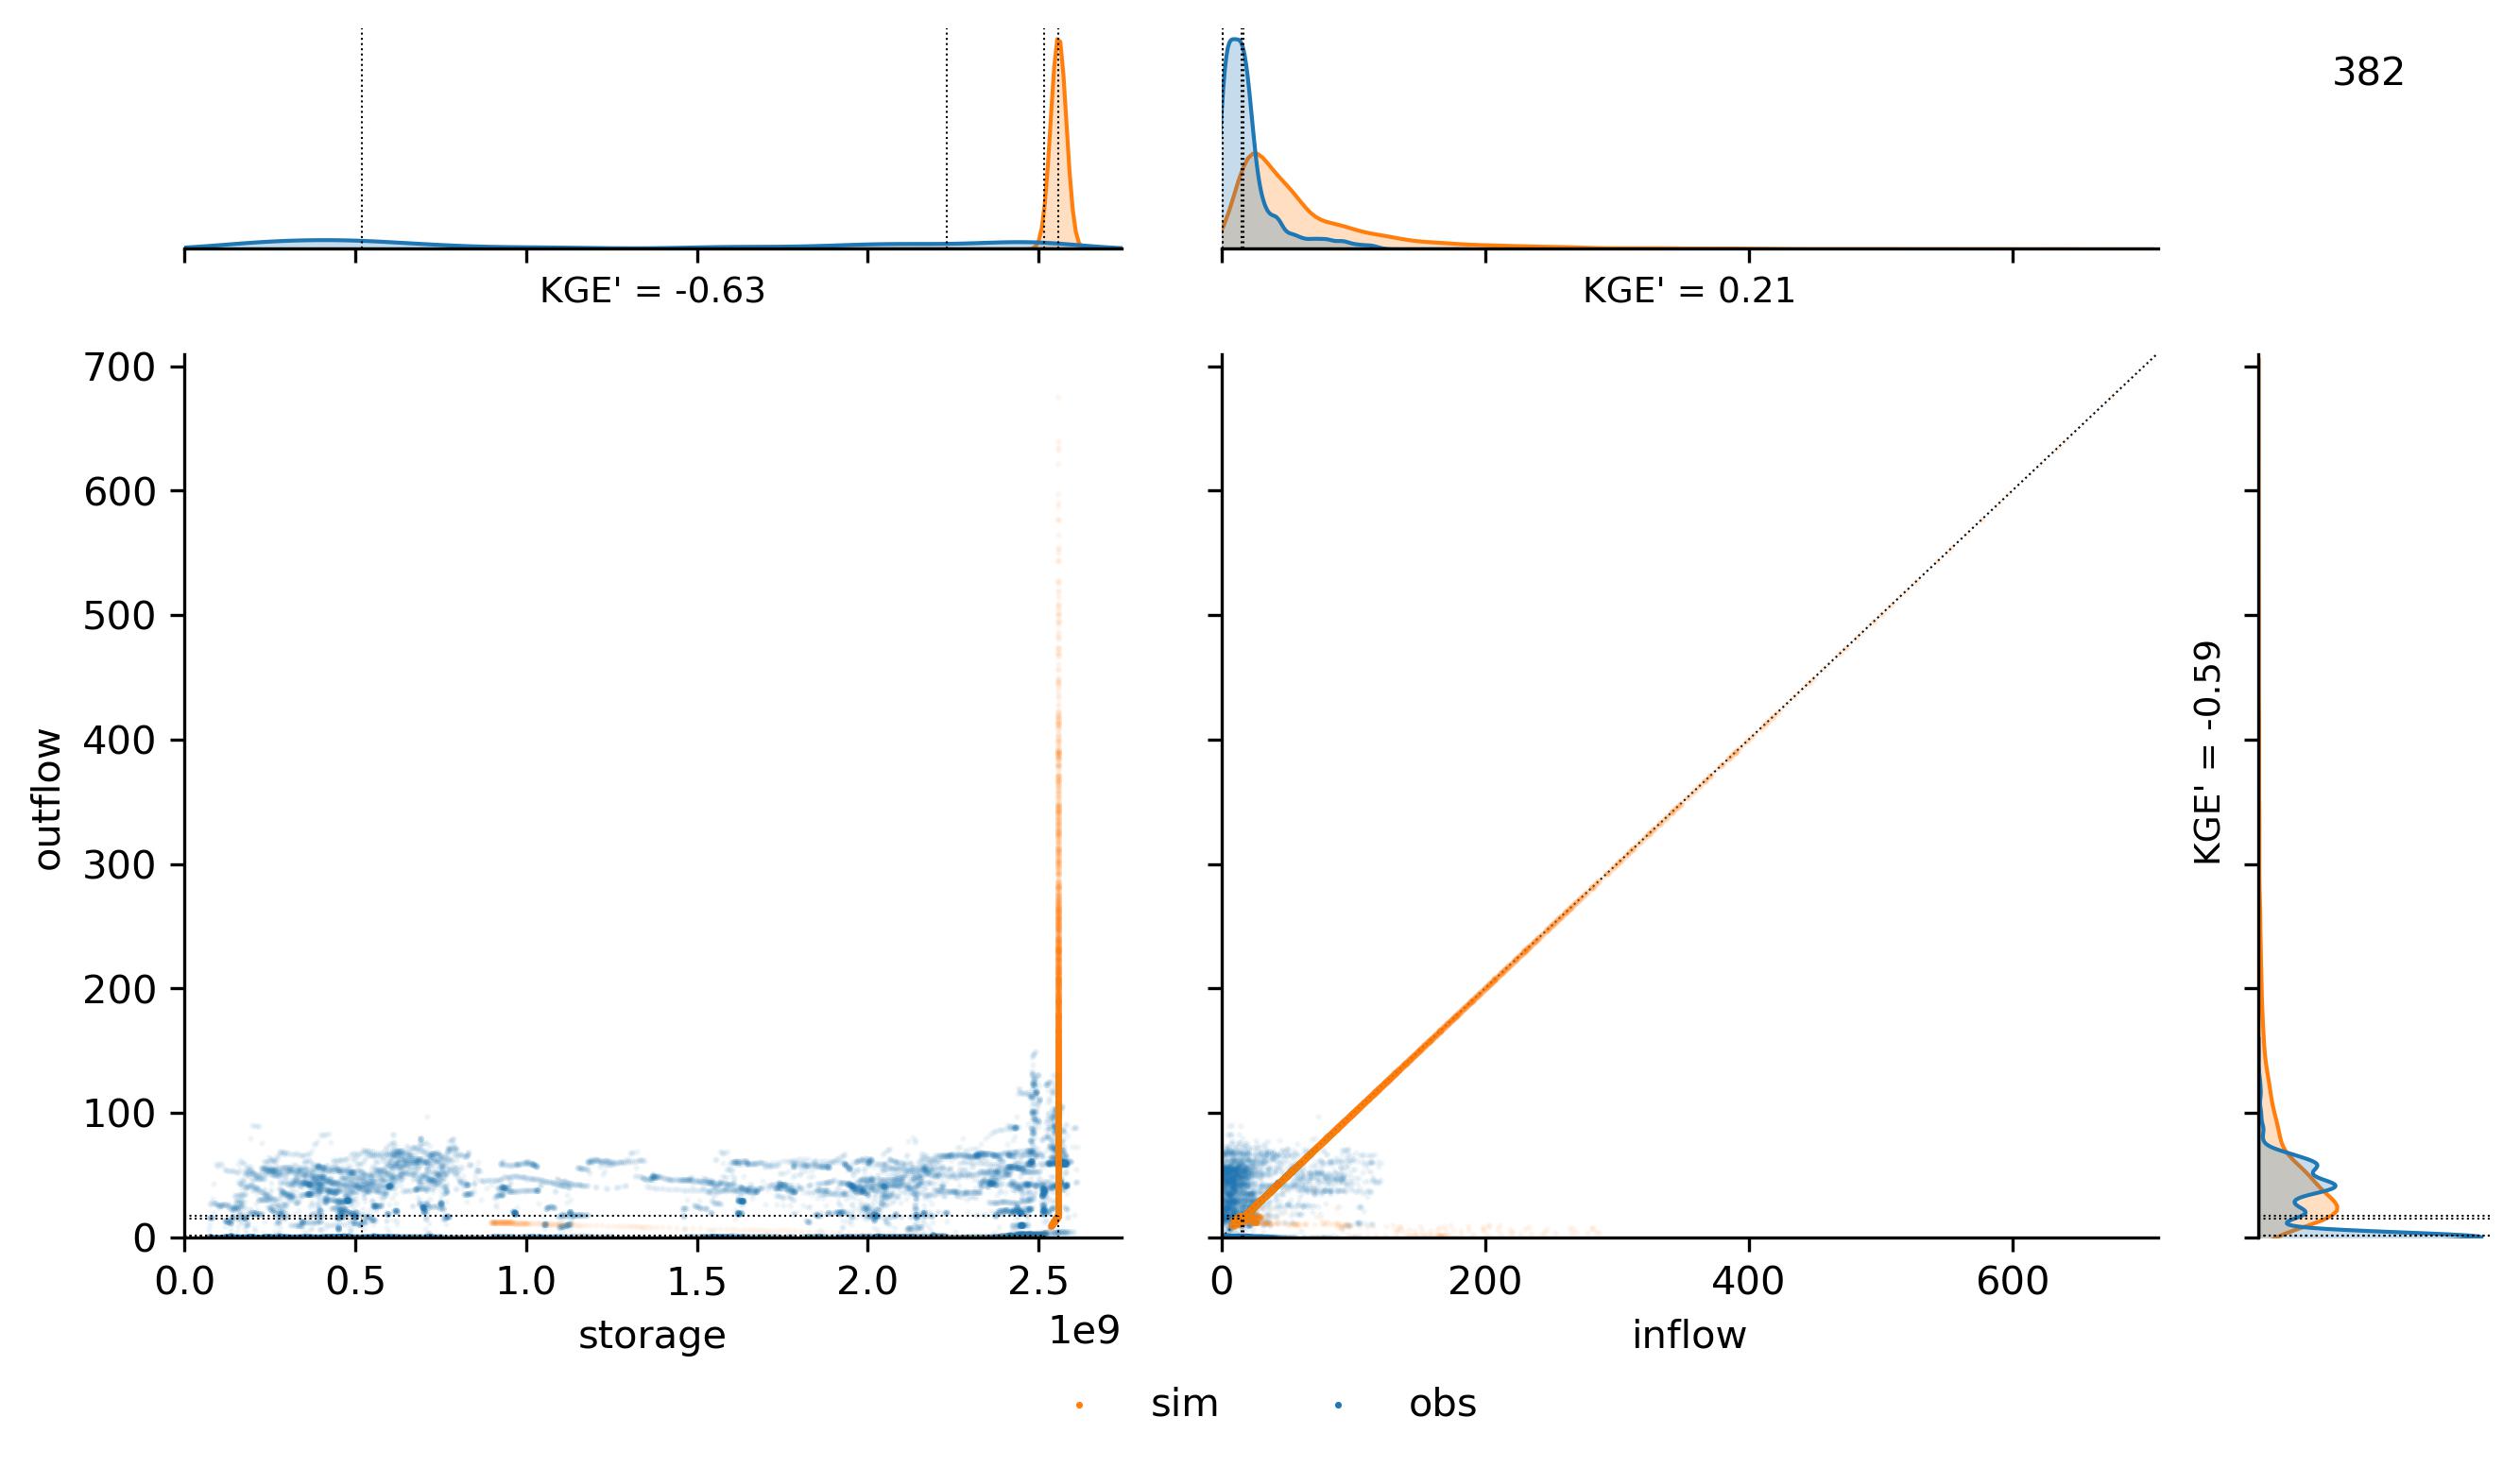 382
KGE' = -0.63
KGE' = 0.21
700
600
500
400
300
200
100
0
outflow
KGE' = -0.59
0.0 0.5 1.0 1.5 2.0 2.5
1e9
storage
0 200 400 600
inflow
sim obs